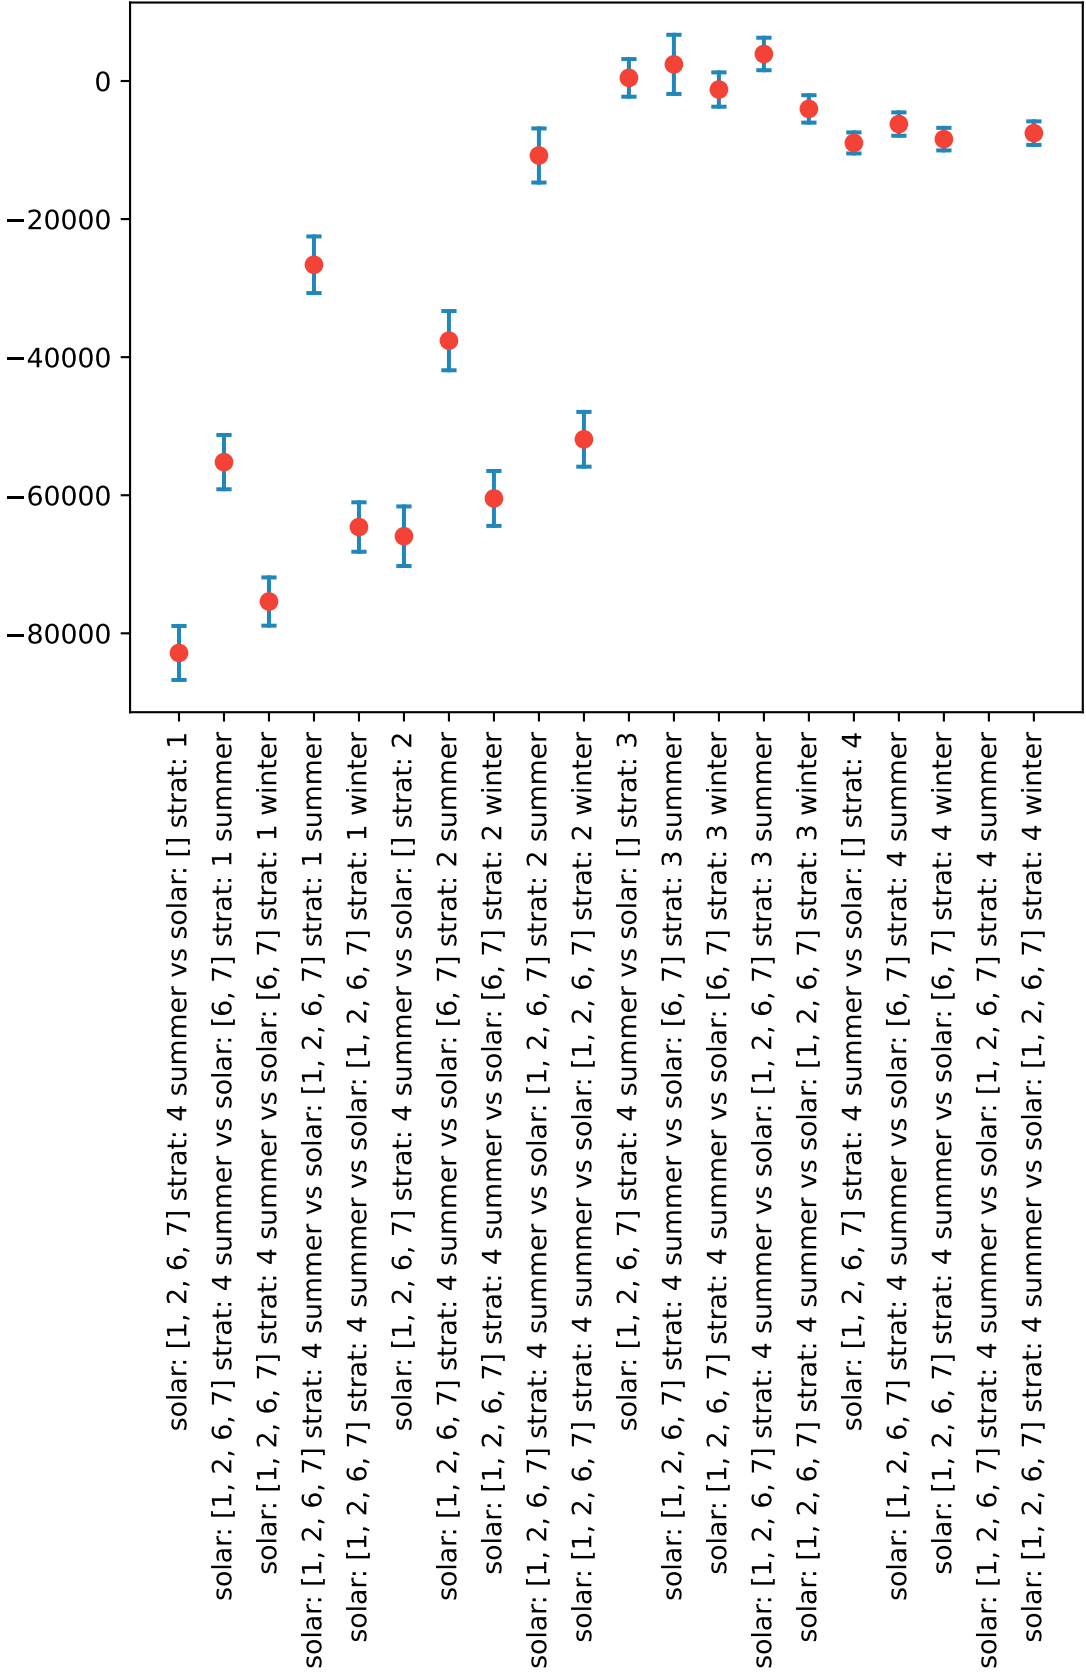 0
−20000
−40000
−60000
−80000
solar: [1, 2, 6, 7] strat: 4 summer vs solar: [] strat: 1
solar: [1, 2, 6, 7] strat: 4 summer vs solar: [6, 7] strat: 1 summer
solar: [1, 2, 6, 7] strat: 4 summer vs solar: [6, 7] strat: 1 winter
solar: [1, 2, 6, 7] strat: 4 summer vs solar: [1, 2, 6, 7] strat: 1 summer
solar: [1, 2, 6, 7] strat: 4 summer vs solar: [1, 2, 6, 7] strat: 1 winter
solar: [1, 2, 6, 7] strat: 4 summer vs solar: [] strat: 2
solar: [1, 2, 6, 7] strat: 4 summer vs solar: [6, 7] strat: 2 summer
solar: [1, 2, 6, 7] strat: 4 summer vs solar: [6, 7] strat: 2 winter
solar: [1, 2, 6, 7] strat: 4 summer vs solar: [1, 2, 6, 7] strat: 2 summer
solar: [1, 2, 6, 7] strat: 4 summer vs solar: [1, 2, 6, 7] strat: 2 winter
solar: [1, 2, 6, 7] strat: 4 summer vs solar: [] strat: 3
solar: [1, 2, 6, 7] strat: 4 summer vs solar: [6, 7] strat: 3 summer
solar: [1, 2, 6, 7] strat: 4 summer vs solar: [6, 7] strat: 3 winter
solar: [1, 2, 6, 7] strat: 4 summer vs solar: [1, 2, 6, 7] strat: 3 summer
solar: [1, 2, 6, 7] strat: 4 summer vs solar: [1, 2, 6, 7] strat: 3 winter
solar: [1, 2, 6, 7] strat: 4 summer vs solar: [] strat: 4
solar: [1, 2, 6, 7] strat: 4 summer vs solar: [6, 7] strat: 4 summer
solar: [1, 2, 6, 7] strat: 4 summer vs solar: [6, 7] strat: 4 winter
solar: [1, 2, 6, 7] strat: 4 summer vs solar: [1, 2, 6, 7] strat: 4 summer
solar: [1, 2, 6, 7] strat: 4 summer vs solar: [1, 2, 6, 7] strat: 4 winter